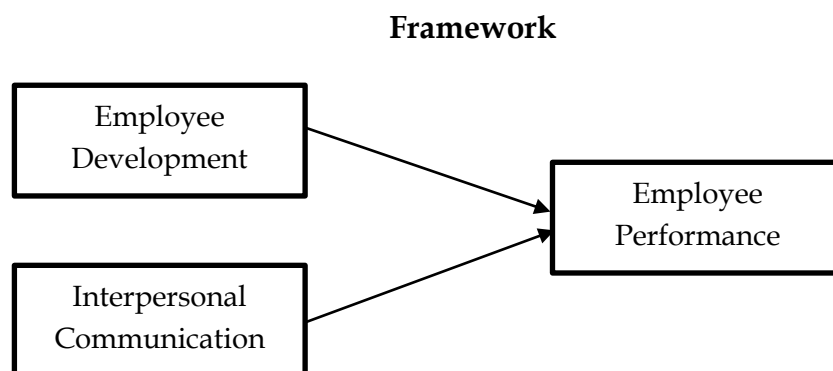 Framework
Employee
Development
Employee
Performance
Interpersonal
Communication